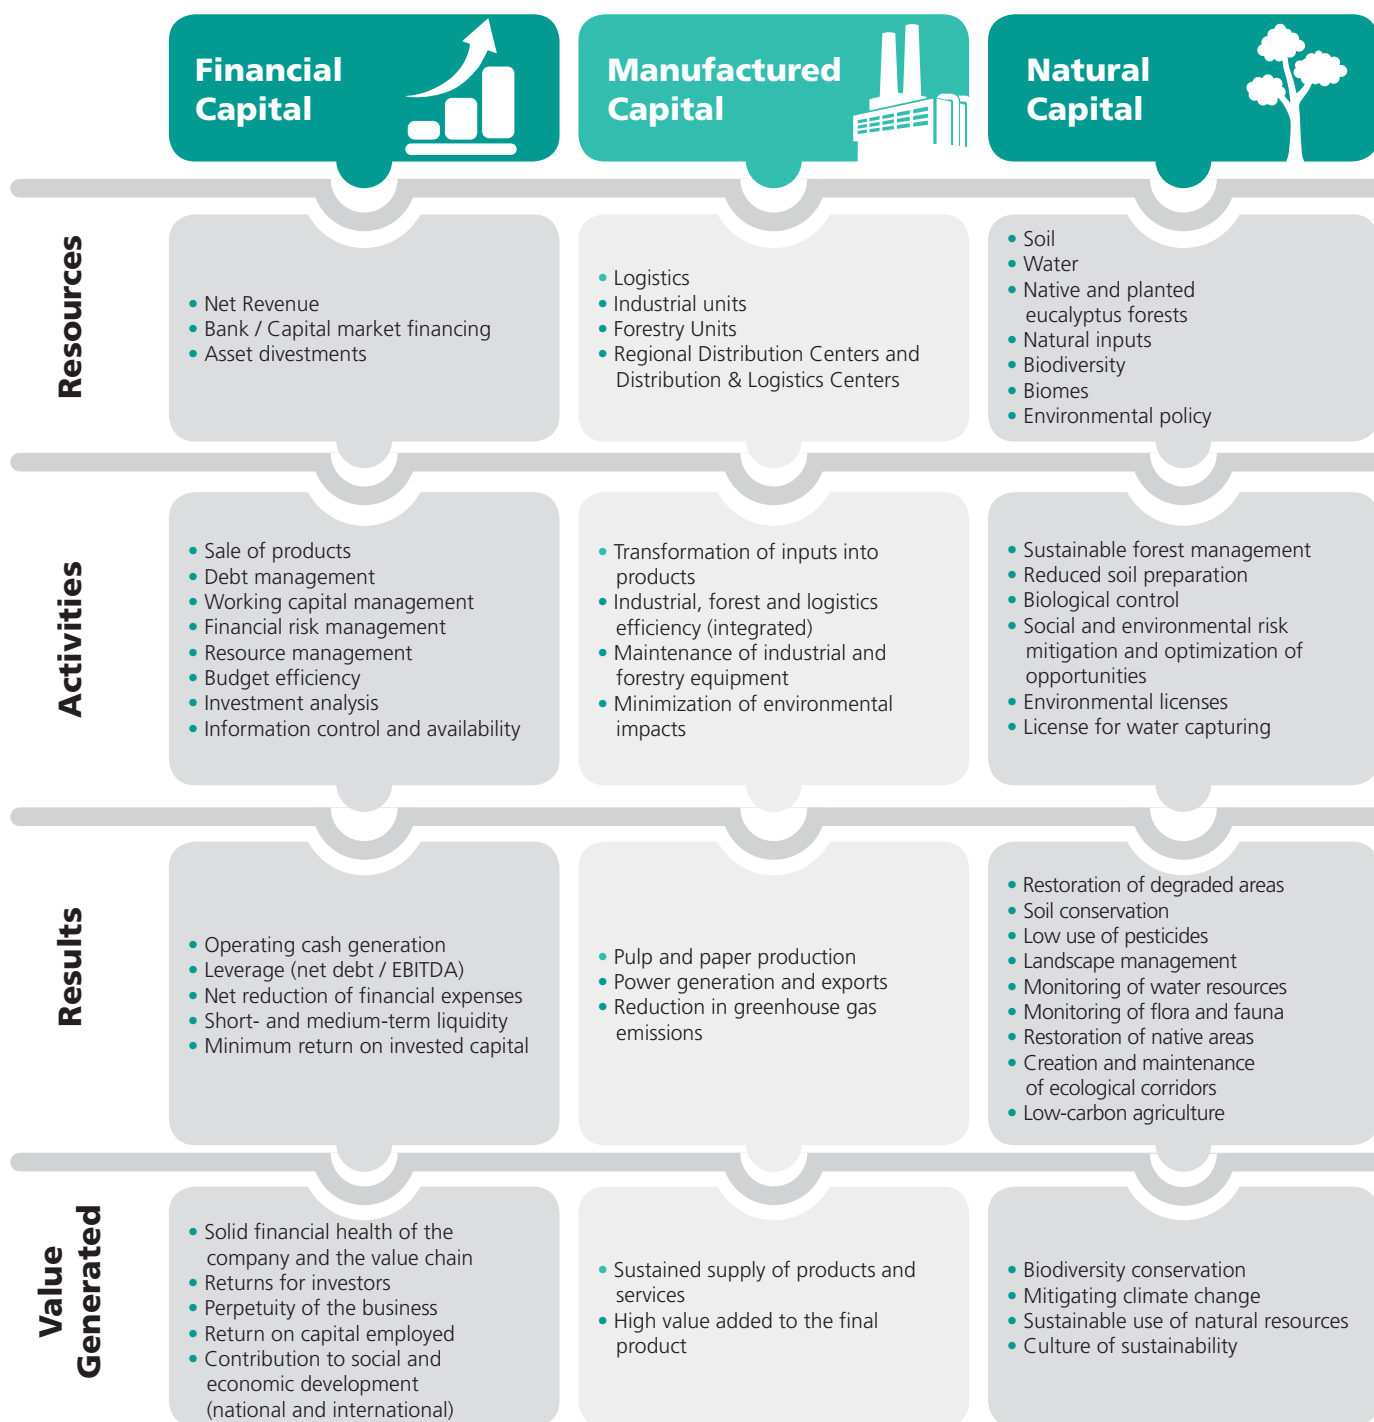 Financial
Capital
Manufactured
Capital
Natural
Capital
Resources
• Net Revenue
• Bank / Capital market financing
• Asset divestments
• Logistics
• Industrial units
• Forestry Units
• Regional Distribution Centers and
Distribution & Logistics Centers
• Soil
• Water
• Native and planted
eucalyptus forests
• Natural inputs
• Biodiversity
• Biomes
• Environmental policy
Activities
• Sale of products
• Debt management
• Working capital management
• Financial risk management
• Resource management
• Budget efficiency
• Investment analysis
• Information control and availability
• Transformation of inputs into
products
• Industrial, forest and logistics
efficiency (integrated)
• Maintenance of industrial and
forestry equipment
• Minimization of environmental
impacts
• Sustainable forest management
• Reduced soil preparation
• Biological control
• Social and environmental risk
mitigation and optimization of
opportunities
• Environmental licenses
• License for water capturing
Results
• Operating cash generation
• Leverage (net debt / EBITDA)
• Net reduction of financial expenses
• Short- and medium-term liquidity
• Minimum return on invested capital
• Pulp and paper production
• Power generation and exports
• Reduction in greenhouse gas
emissions
• Restoration of degraded areas
• Soil conservation
• Low use of pesticides
• Landscape management
• Monitoring of water resources
• Monitoring of flora and fauna
• Restoration of native areas
• Creation and maintenance
of ecological corridors
• Low-carbon agriculture
Value
Generated
• Solid financial health of the
company and the value chain
• Returns for investors
• Perpetuity of the business
• Return on capital employed
• Contribution to social and
economic development
(national and international)
• Sustained supply of products and
services
• High value added to the final
product
• Biodiversity conservation
• Mitigating climate change
• Sustainable use of natural resources
• Culture of sustainability